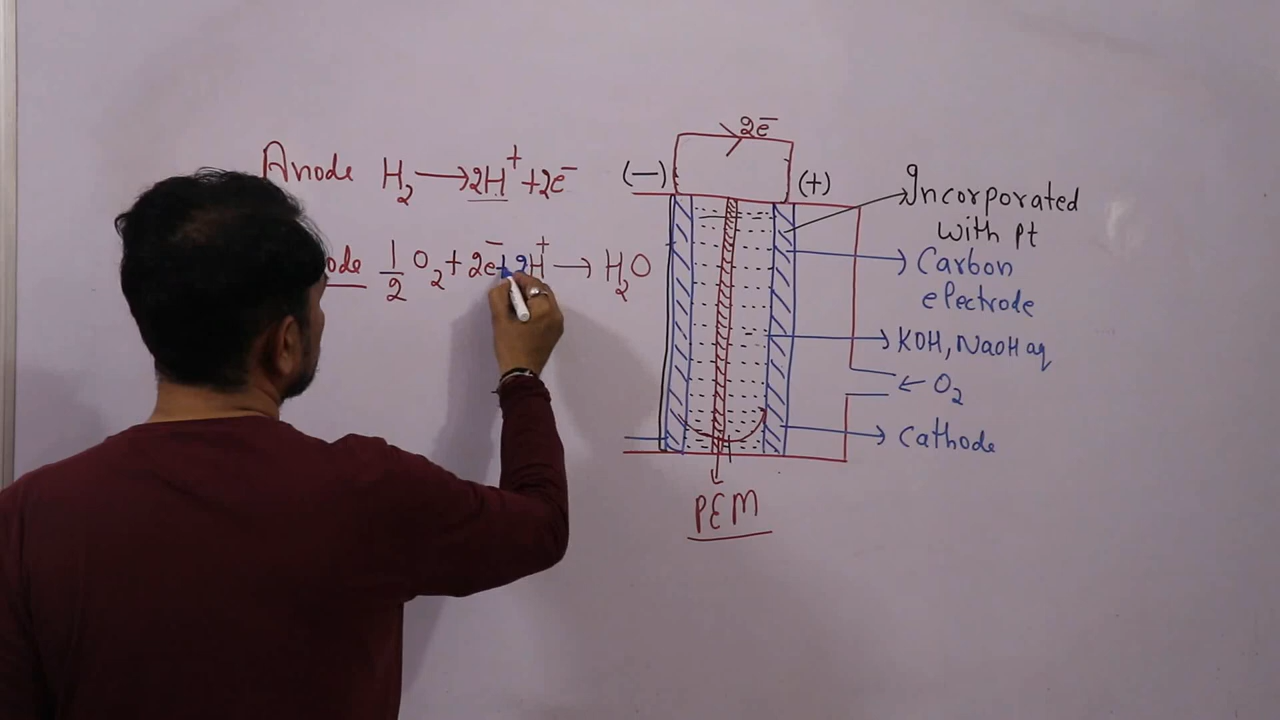 Anode H₂ → 2H⁺ + 2e⁻
ode 1/2 O₂ + 2e⁻ + 2H⁺ → H₂O
2e⁻
(—)
(+)
Incorporated
with Pt
Carbon
electrode
KOH, NaOH aq
← O₂
Cathode
PEM